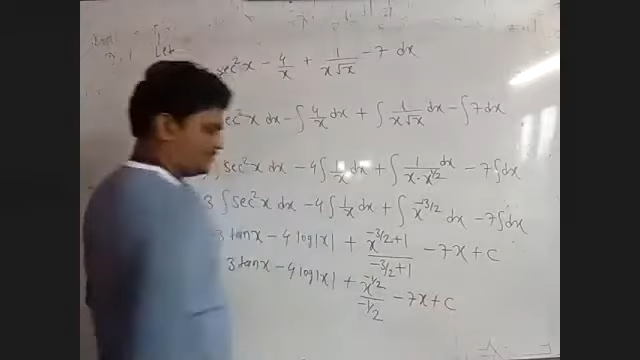 3.1 Let
sec²x - 4/x + 1/(x√x) - 7 dx
sec²x dx - ∫ 4/x dx + ∫ 1/(x√x) dx - ∫ 7 dx
sec²x dx - 4 ∫ 1/x dx + ∫ 1/(x·x^(1/2)) dx - 7 ∫ dx
3 ∫ sec²x dx - 4 ∫ 1/x dx + ∫ x^(-3/2) dx - 7 ∫ dx
3 tan x - 4 log|x| + x^(-3/2+1)/(-3/2+1) - 7x + c
3 tan x - 4 log|x| + x^(-1/2)/(-1/2) - 7x + c